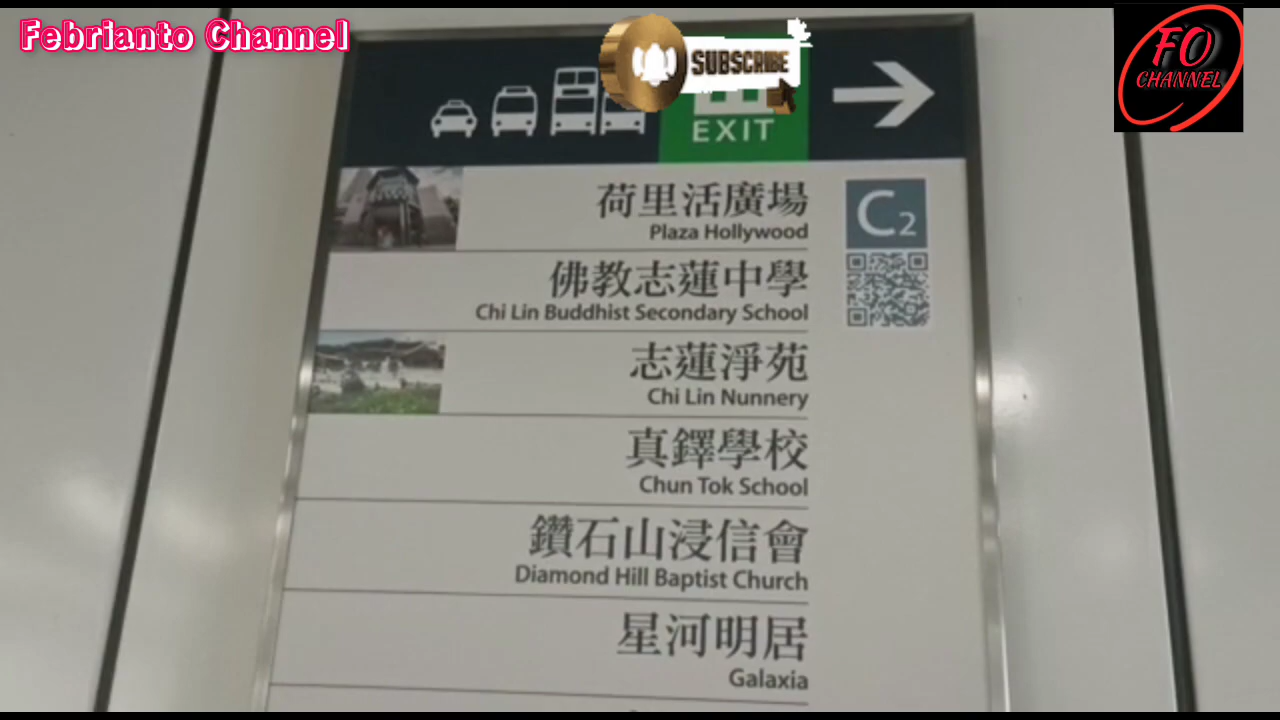 Febrianto Channel
SUBSCRIBE
FO
CHANNEL
EXIT
荷里活廣場
Plaza Hollywood
C2
佛教志蓮中學
Chi Lin Buddhist Secondary School
志蓮淨苑
Chi Lin Nunnery
真鐸學校
Chun Tok School
鑽石山浸信會
Diamond Hill Baptist Church
星河明居
Galaxia